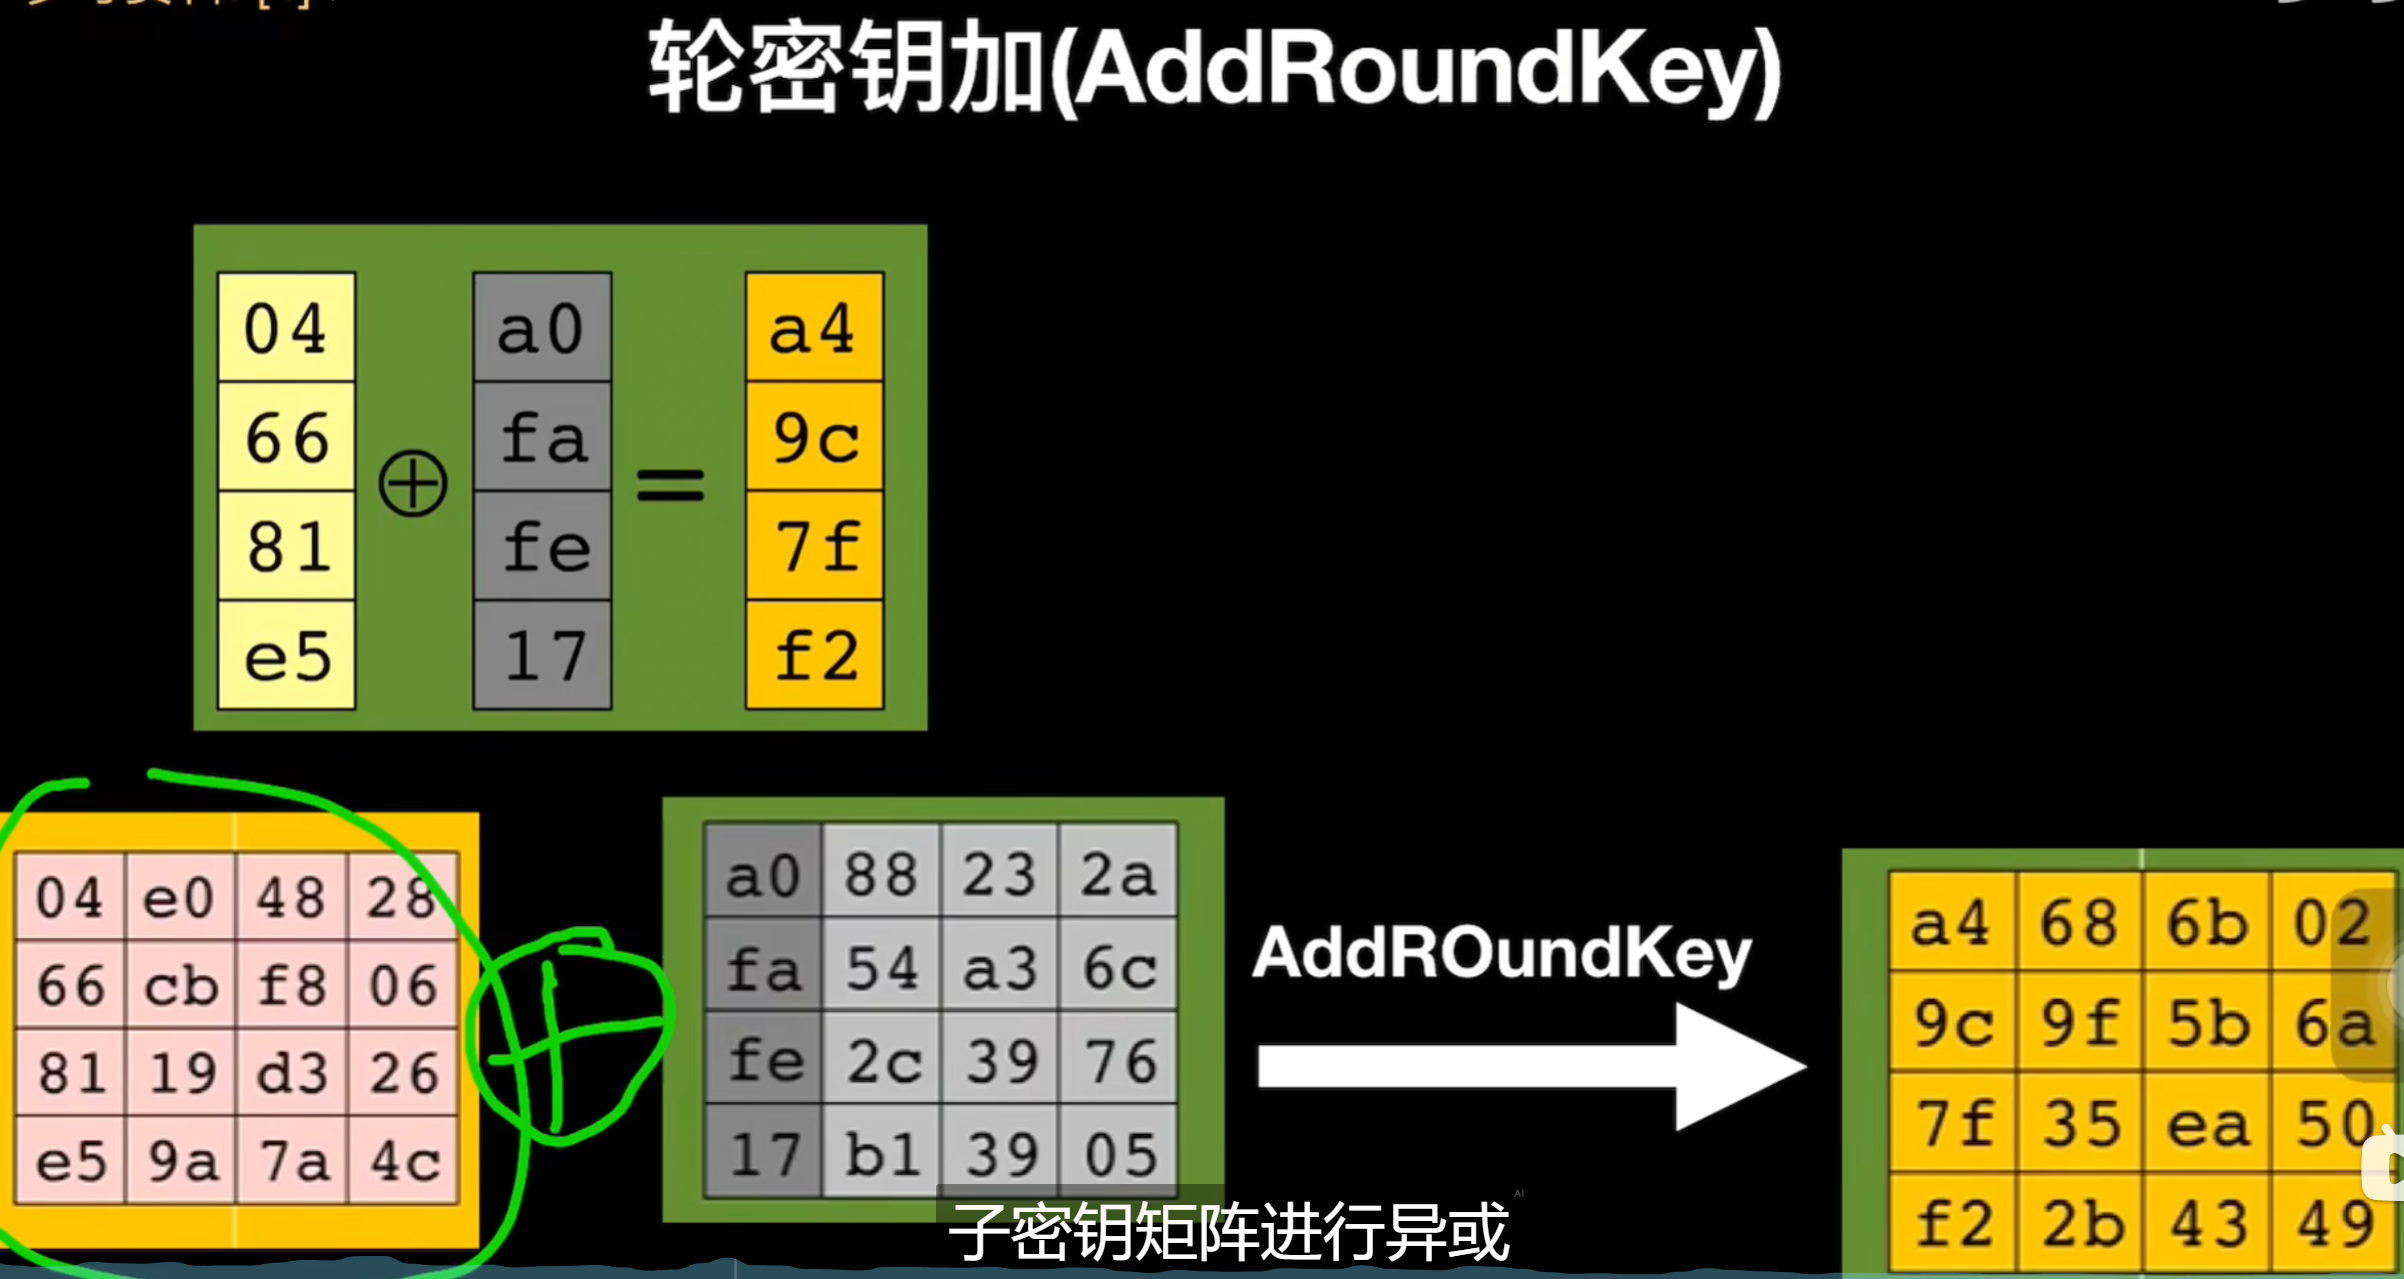 轮密钥加(AddRoundKey)
04 a0 a4
66 fa 9c
⊕ =
81 fe 7f
e5 17 f2
04 e0 48 28
66 cb f8 06
81 19 d3 26
e5 9a 7a 4c
a0 88 23 2a
fa 54 a3 6c
fe 2c 39 76
17 b1 39 05
AddROundKey
a4 68 6b 02
9c 9f 5b 6a
7f 35 ea 50
f2 2b 43 49
子密钥矩阵进行异或
AI